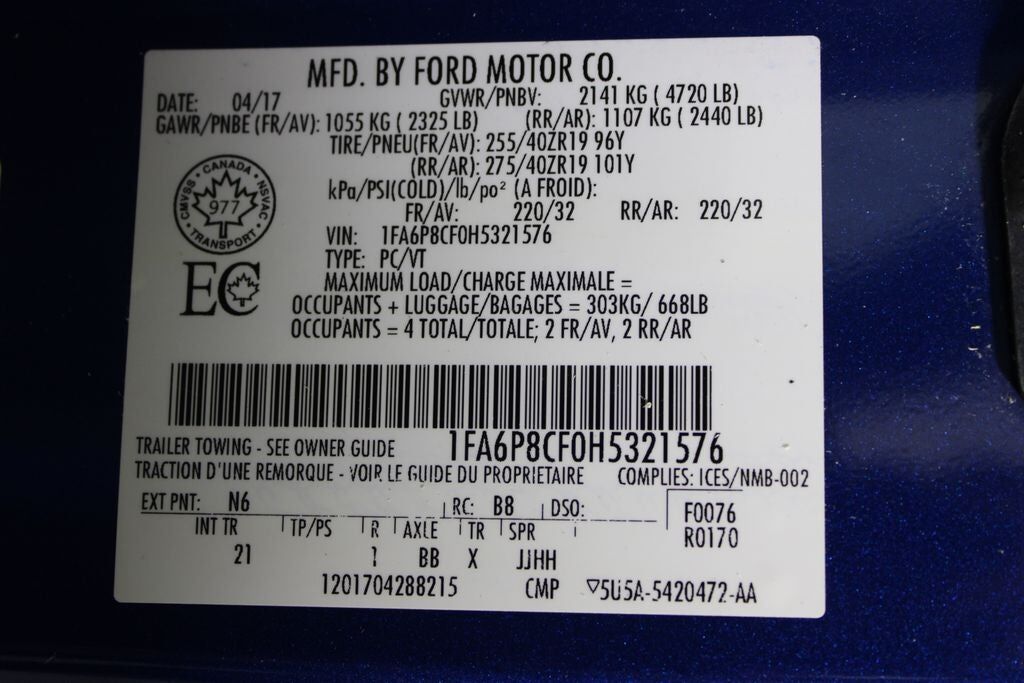 MFD. BY FORD MOTOR CO.
DATE: 04/17 GVWR/PNBV: 2141 KG ( 4720 LB)
GAWR/PNBE (FR/AV): 1055 KG ( 2325 LB) (RR/AR): 1107 KG ( 2440 LB)
TIRE/PNEU(FR/AV): 255/40ZR19 96Y
(RR/AR): 275/40ZR19 101Y
kPa/PSI(COLD)/lb/po² (A FROID):
FR/AV: 220/32 RR/AR: 220/32
CANADA • NSVAC • TRANSPORT • CMVSS •
977
VIN: 1FA6P8CF0H5321576
TYPE: PC/VT
EC
MAXIMUM LOAD/CHARGE MAXIMALE =
OCCUPANTS + LUGGAGE/BAGAGES = 303KG/ 668LB
OCCUPANTS = 4 TOTAL/TOTALE; 2 FR/AV, 2 RR/AR
TRAILER TOWING - SEE OWNER GUIDE 1FA6P8CF0H5321576
TRACTION D'UNE REMORQUE - VOIR LE GUIDE DU PROPRIETAIRE COMPLIES: ICES/NMB-002
EXT PNT: N6 RC: B8 DSO: F0076
INT TR TP/PS R AXLE TR SPR R0170
21 1 BB X JJHH
1201704288215 CMP ▽5U5A-5420472-AA